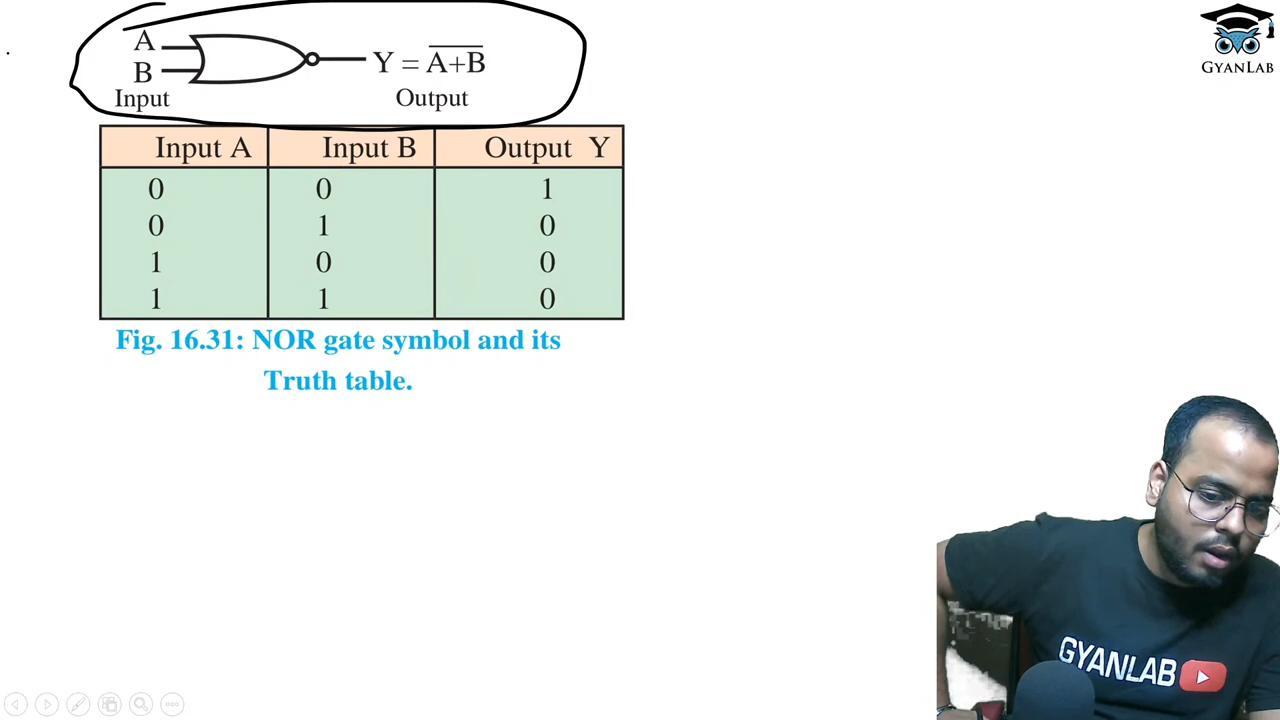 A
B
Y = \overline{A+B}
Input
Output
GYANLAB
Input A Input B Output Y
0 0 1
0 1 0
1 0 0
1 1 0
Fig. 16.31: NOR gate symbol and its
Truth table.
GYANLAB